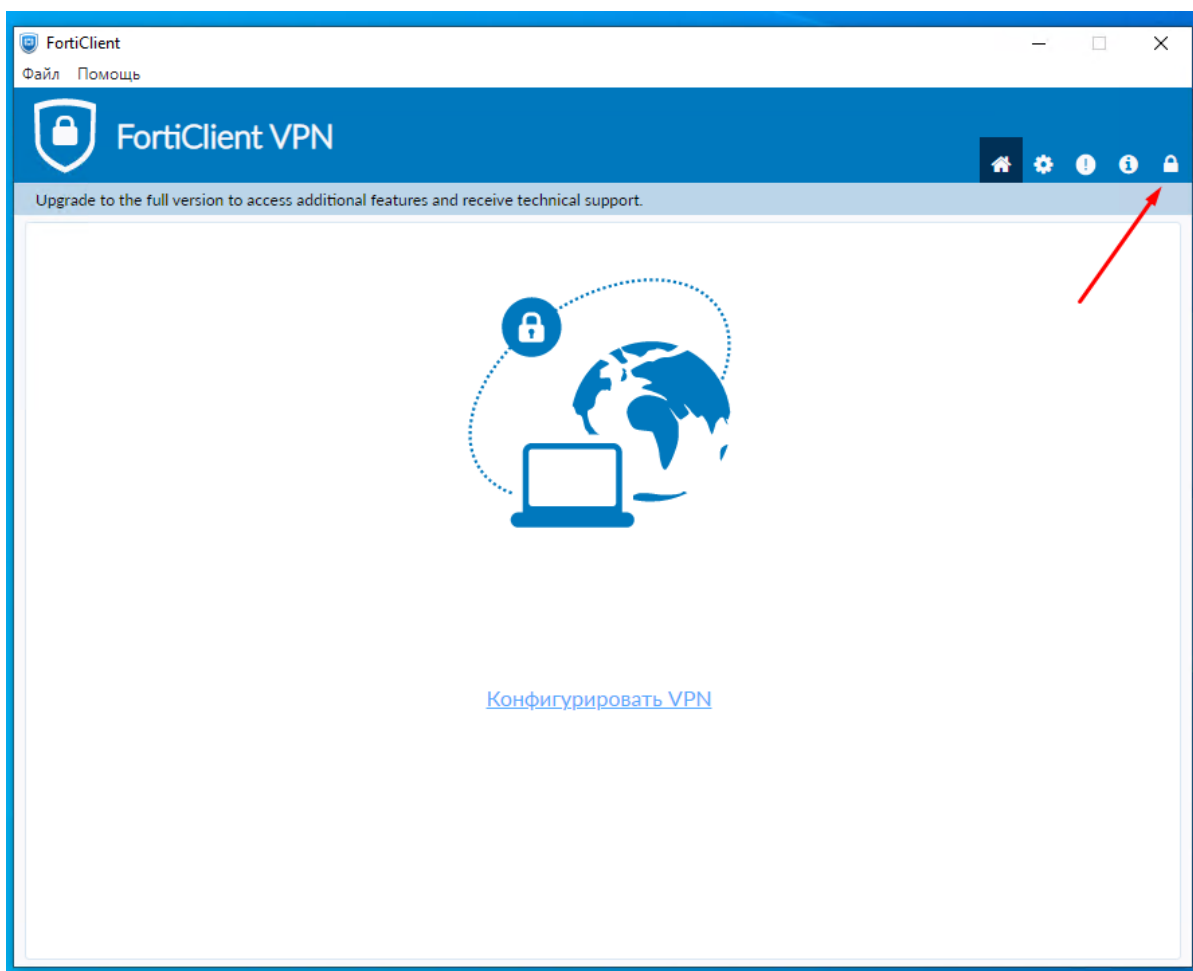 FortiClient
Файл Помощь
FortiClient VPN
Upgrade to the full version to access additional features and receive technical support.
Конфигурировать VPN